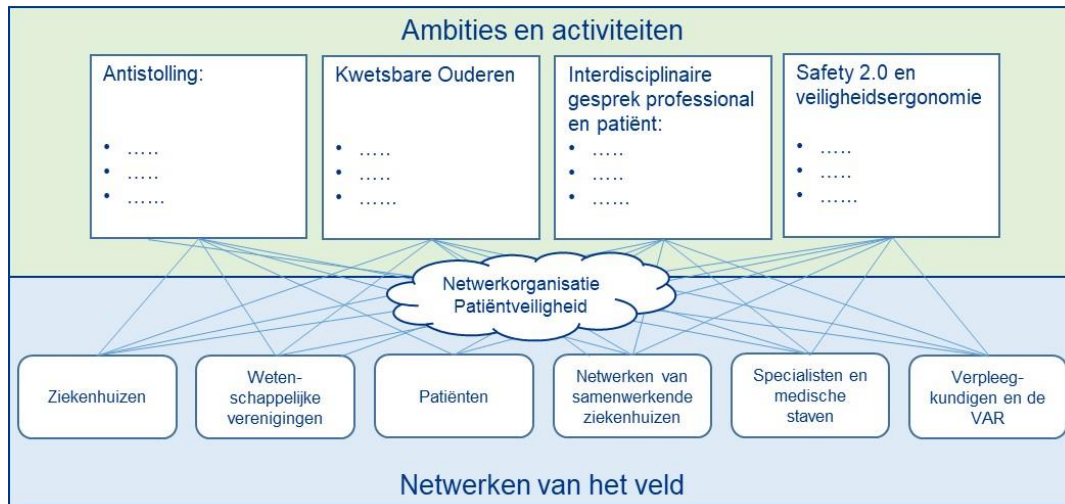 Ambities en activiteiten
Antistolling:
• …..
• …..
• ……
Kwetsbare Ouderen
• …..
• …..
• ……
Interdisciplinaire
gesprek professional
en patiënt:
• …..
• …..
• ……
Safety 2.0 en
veiligheidsergonomie
• …..
• …..
• ……
Netwerkorganisatie
Patiëntveiligheid
Ziekenhuizen
Weten-
schappelijke
verenigingen
Patiënten
Netwerken van
samenwerkende
ziekenhuizen
Specialisten en
medische
staven
Verpleeg-
kundigen en de
VAR
Netwerken van het veld